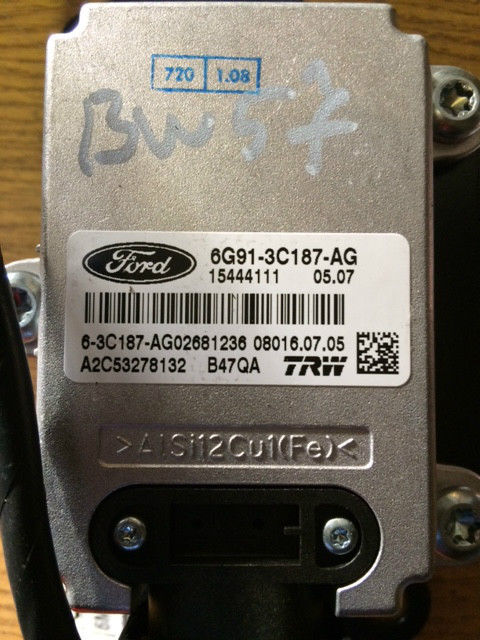 720 1.08
BW57
Ford
6G91-3C187-AG
15444111 05.07
6-3C187-AG02681236 08016.07.05
A2C53278132 B47QA TRW
>AlSi12Cu1(Fe)<